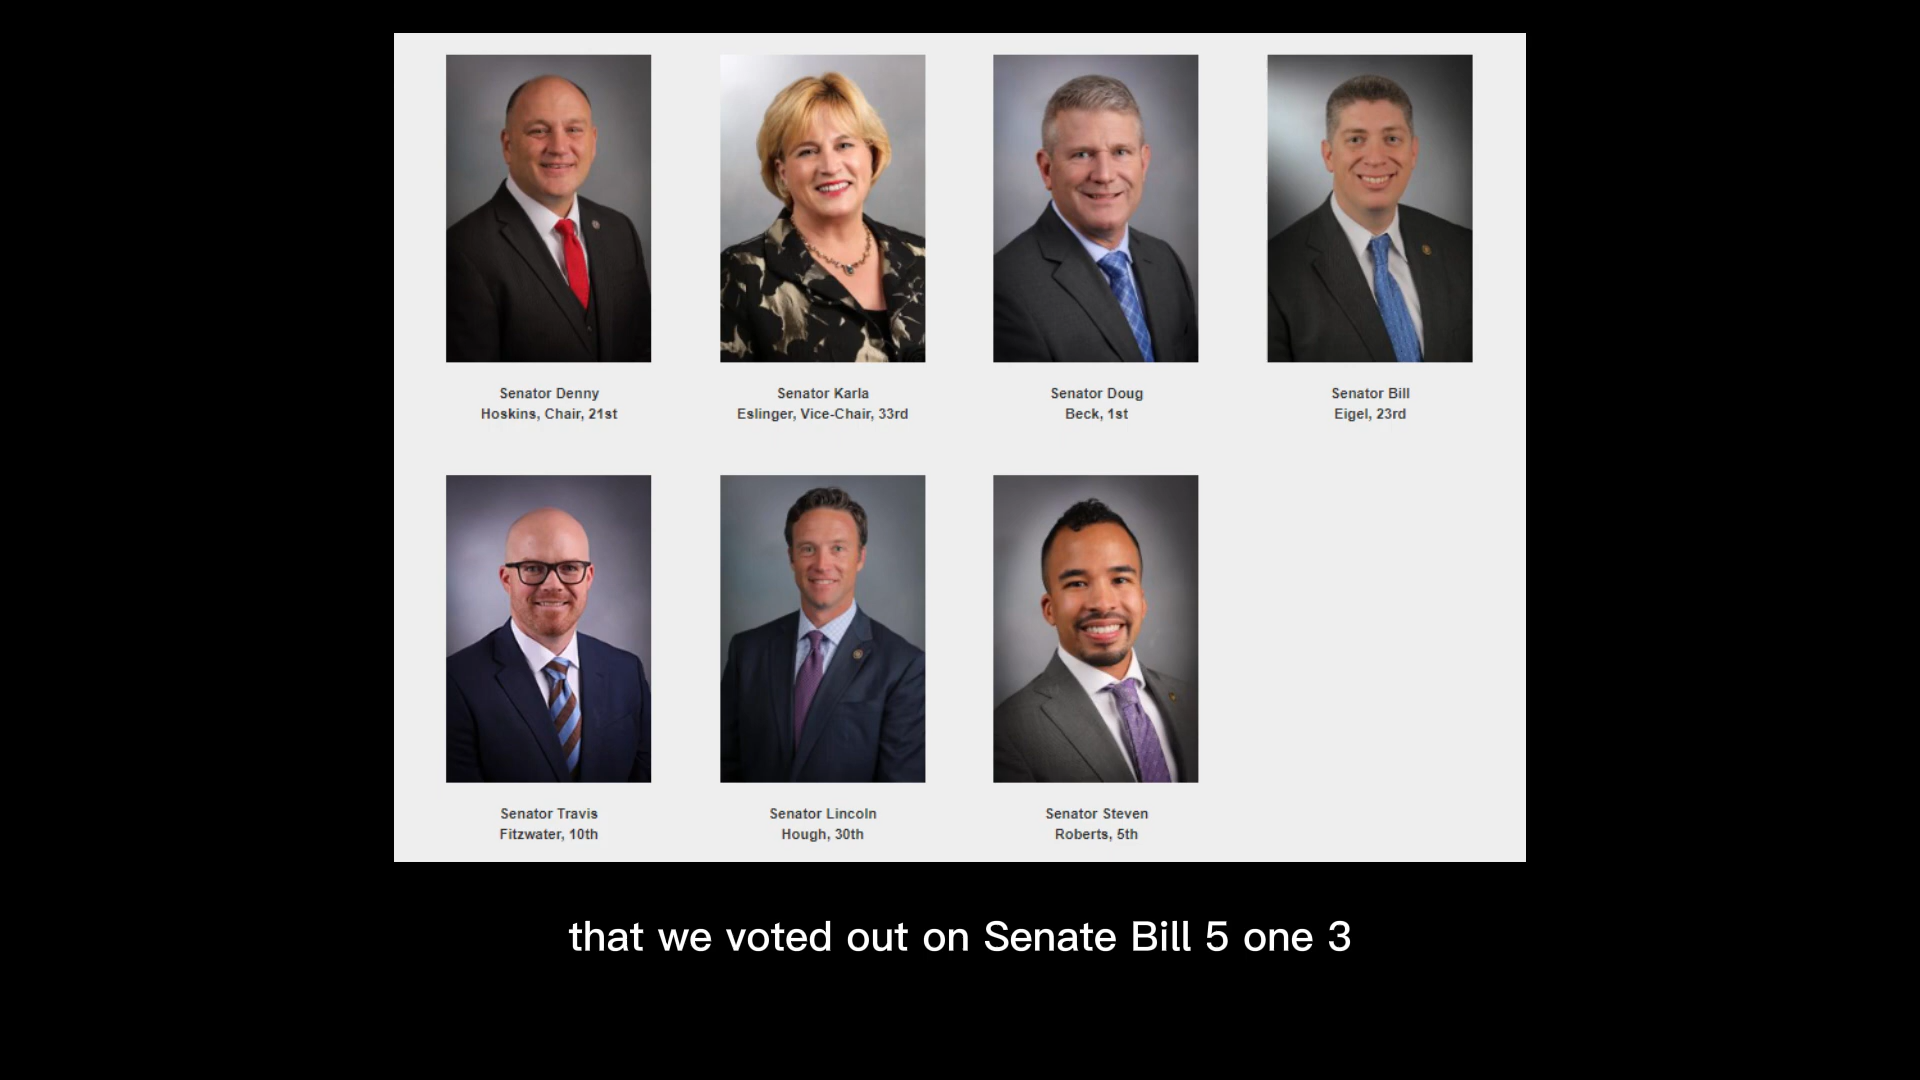 Senator Denny
Hoskins, Chair, 21st
Senator Karla
Eslinger, Vice-Chair, 33rd
Senator Doug
Beck, 1st
Senator Bill
Eigel, 23rd
Senator Travis
Fitzwater, 10th
Senator Lincoln
Hough, 30th
Senator Steven
Roberts, 5th
that we voted out on Senate Bill 5 one 3